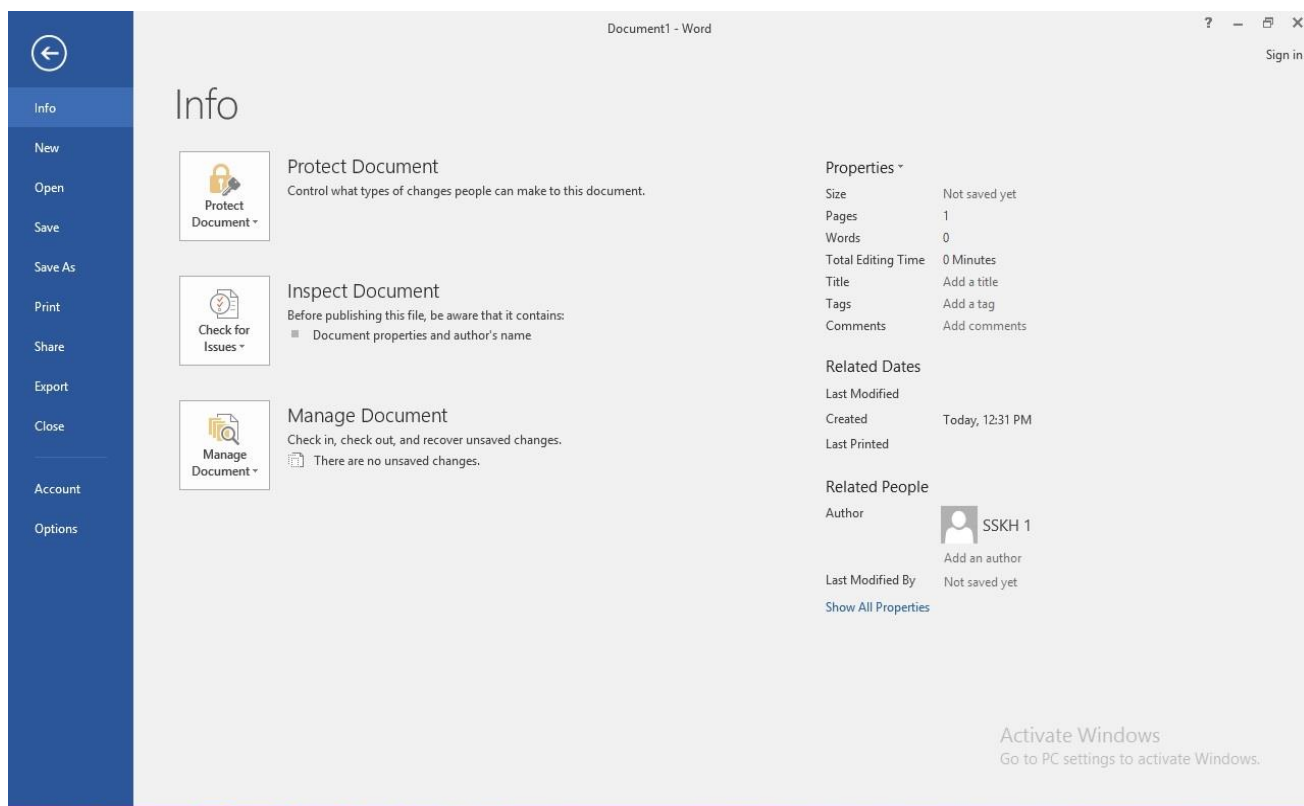 Document1 - Word
? 
Sign in
Info
New
Open
Save
Save As
Print
Share
Export
Close
Account
Options
Info
Protect
Document
Protect Document
Control what types of changes people can make to this document.
Check for
Issues
Inspect Document
Before publishing this file, be aware that it contains:
Document properties and author's name
Manage
Document
Manage Document
Check in, check out, and recover unsaved changes.
There are no unsaved changes.
Properties
Size Not saved yet
Pages 1
Words 0
Total Editing Time 0 Minutes
Title Add a title
Tags Add a tag
Comments Add comments
Related Dates
Last Modified
Created Today, 12:31 PM
Last Printed
Related People
Author SSKH 1
Add an author
Last Modified By Not saved yet
Show All Properties
Activate Windows
Go to PC settings to activate Windows.